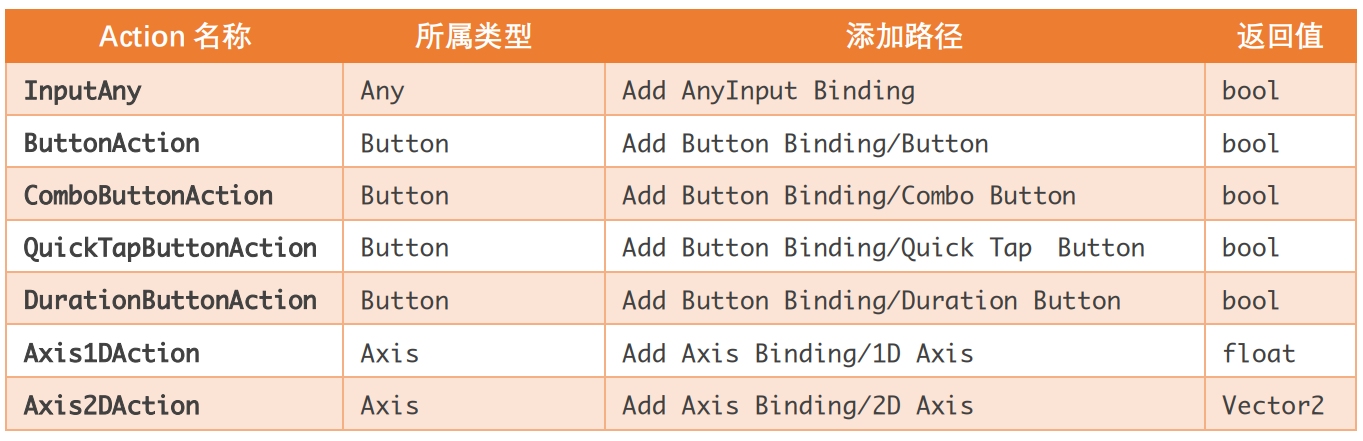 Action 名称 所属类型 添加路径 返回值
InputAny Any Add AnyInput Binding bool
ButtonAction Button Add Button Binding/Button bool
ComboButtonAction Button Add Button Binding/Combo Button bool
QuickTapButtonAction Button Add Button Binding/Quick Tap  Button bool
DurationButtonAction Button Add Button Binding/Duration Button bool
Axis1DAction Axis Add Axis Binding/1D Axis float
Axis2DAction Axis Add Axis Binding/2D Axis Vector2